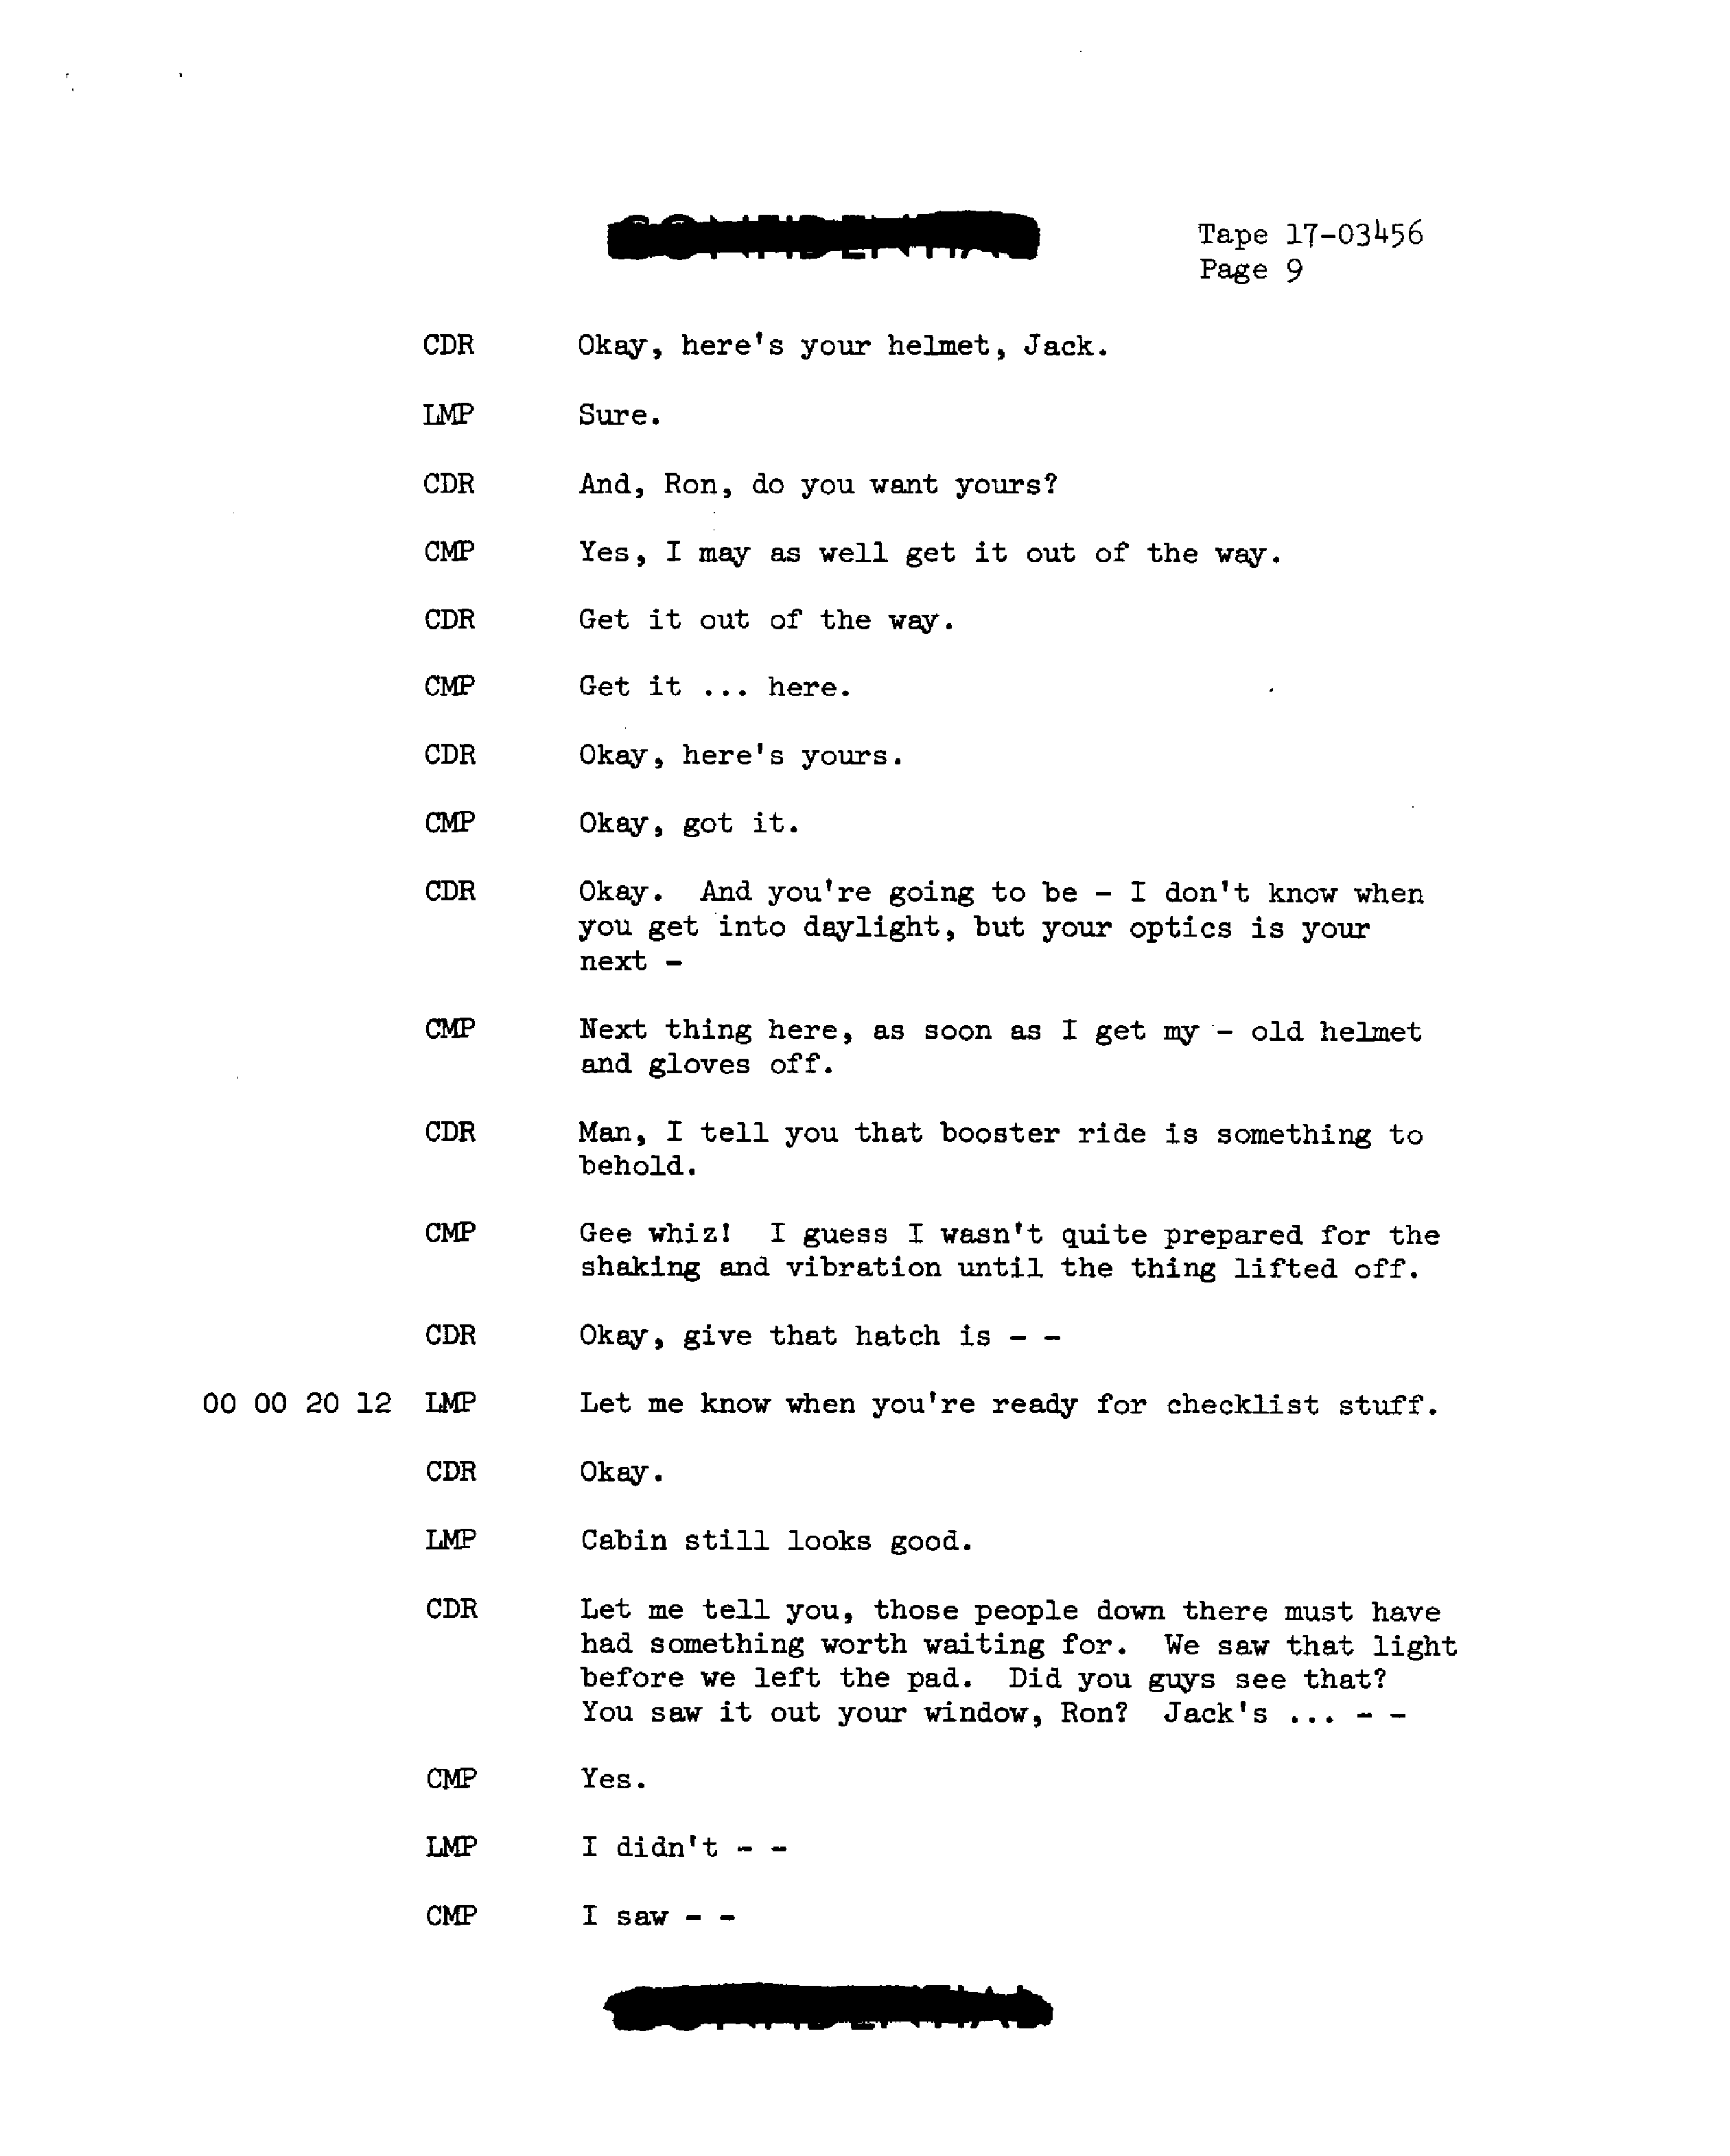 Tape 17-03456
Page 9
CDR Okay, here's your helmet, Jack.
LMP Sure.
CDR And, Ron, do you want yours?
CMP Yes, I may as well get it out of the way.
CDR Get it out of the way.
CMP Get it ... here.
CDR Okay, here's yours.
CMP Okay, got it.
CDR Okay. And you're going to be - I don't know when
you get into daylight, but your optics is your
next -
CMP Next thing here, as soon as I get my - old helmet
and gloves off.
CDR Man, I tell you that booster ride is something to
behold.
CMP Gee whiz! I guess I wasn't quite prepared for the
shaking and vibration until the thing lifted off.
CDR Okay, give that hatch is - -
00 00 20 12 LMP Let me know when you're ready for checklist stuff.
CDR Okay.
LMP Cabin still looks good.
CDR Let me tell you, those people down there must have
had something worth waiting for. We saw that light
before we left the pad. Did you guys see that?
You saw it out your window, Ron? Jack's ... - -
CMP Yes.
LMP I didn't - -
CMP I saw - -